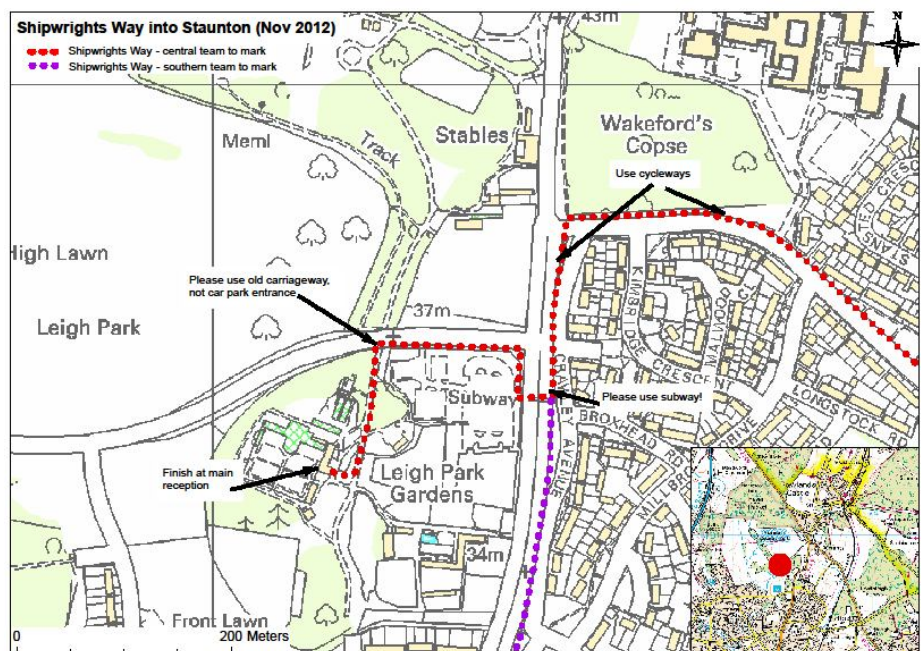 Shipwrights Way into Staunton (Nov 2012)
Shipwrights Way - central team to mark
Shipwrights Way - southern team to mark
N
43m
Meml
Track
Stables
Wakeford's
Copse
Use cycleways
High Lawn
Please use old carriageway,
not car park entrance
37m
Leigh Park
KIMBRIDGE
CRESCENT
Subway
Please use subway!
BROXHEAD
RD
LONGSTOCK RD
AVENUE
DRIVE
Finish at main
reception
Leigh Park
Gardens
34m
Front Lawn
0
200 Meters